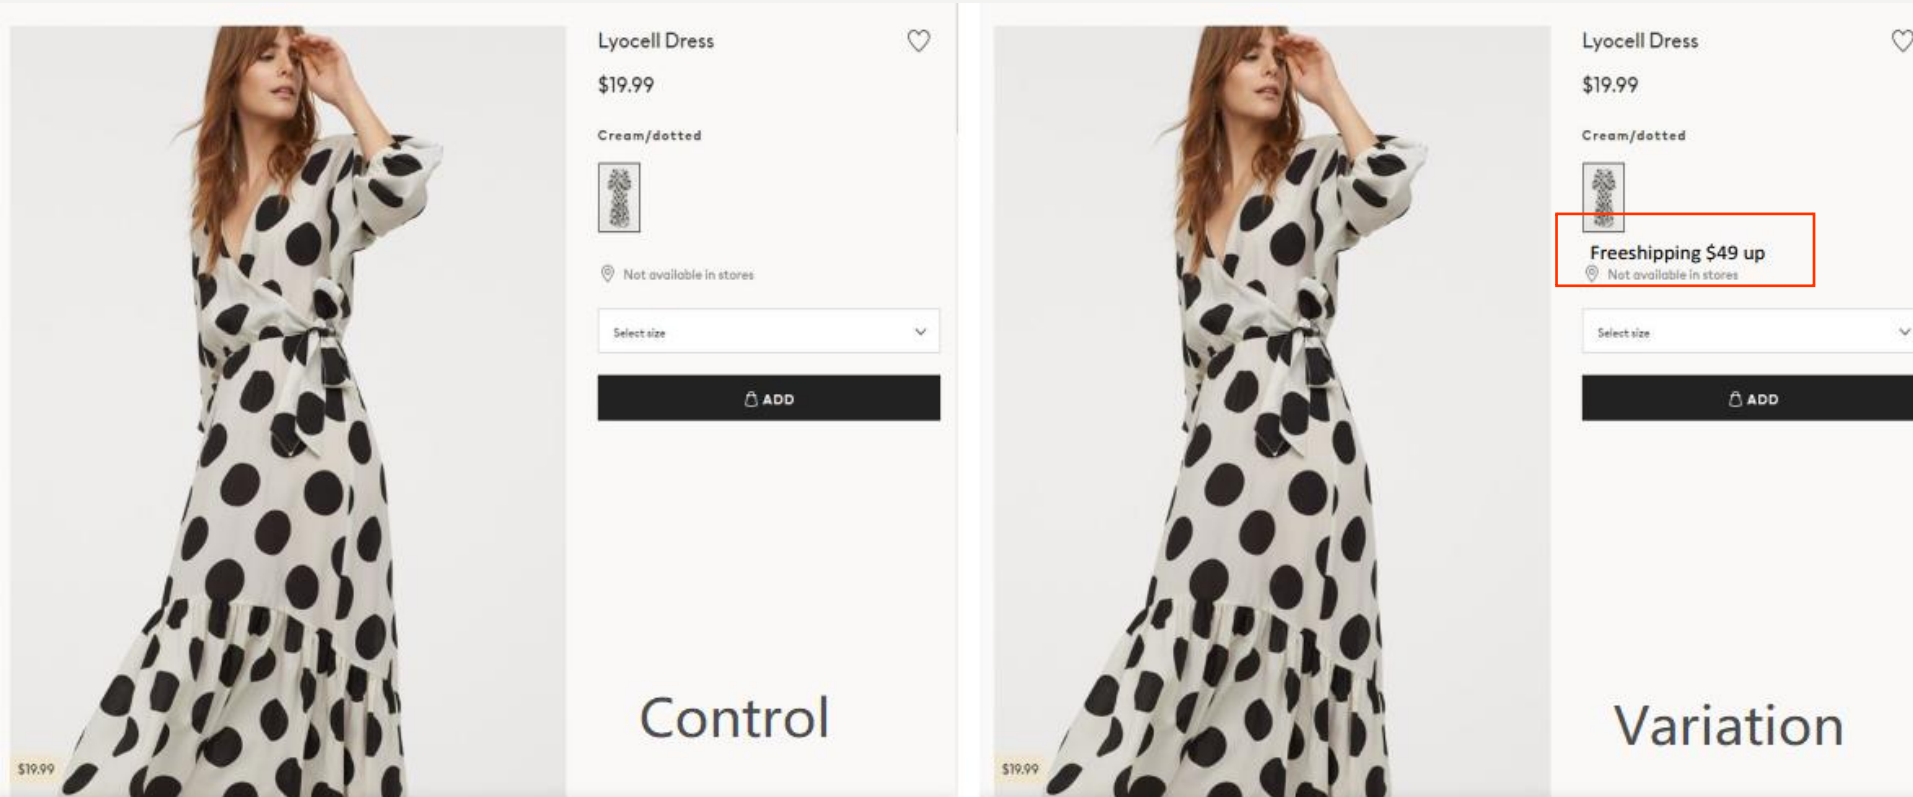 Lyocell Dress
$19.99
Cream/dotted
Not available in stores
Select size
ADD
Control
$19.99
Lyocell Dress
$19.99
Cream/dotted
Freeshipping $49 up
Not available in stores
Select size
ADD
Variation
$19.99